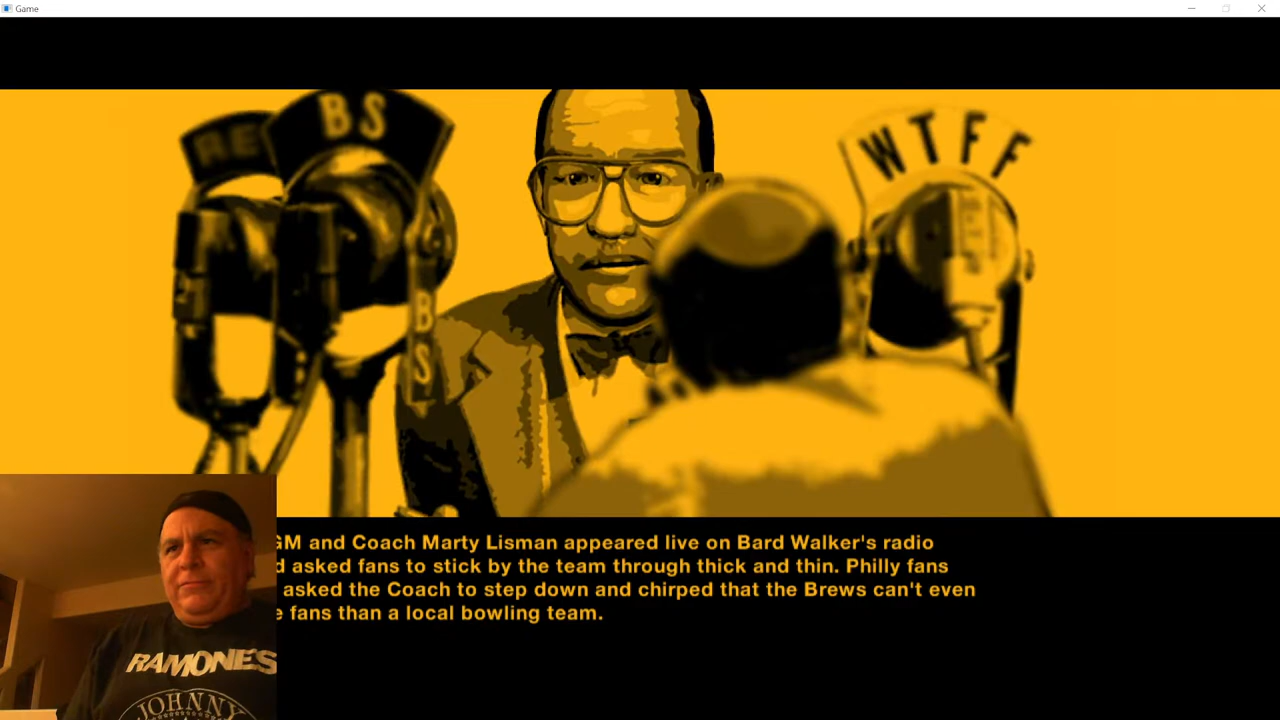 Game
BS
WTFF
BS
GM and Coach Marty Lisman appeared live on Bard Walker's radio
asked fans to stick by the team through thick and thin. Philly fans
asked the Coach to step down and chirped that the Brews can't even
fans than a local bowling team.
RAMONES
JOHNNY